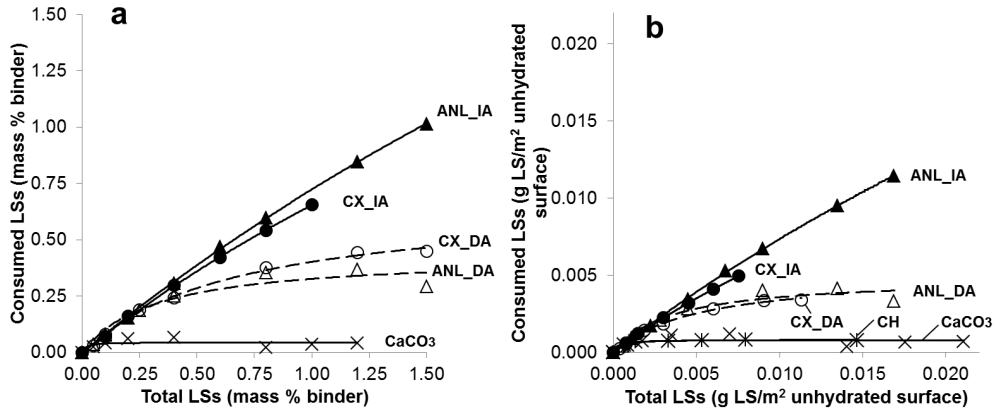 a
1.50
1.25
1.00
0.75
0.50
0.25
0.00
Consumed LSs (mass % binder)
ANL_IA
CX_IA
CX_DA
ANL_DA
CaCO3
0.00
0.25
0.50
0.75
1.00
1.25
1.50
Total LSs (mass % binder)
b
0.020
0.015
0.010
0.005
0.000
Consumed LSs (g LS/m² unhydrated
surface)
ANL_IA
CX_IA
ANL_DA
CX_DA
CH
CaCO3
0.000
0.005
0.010
0.015
0.020
Total LSs (g LS/m² unhydrated surface)